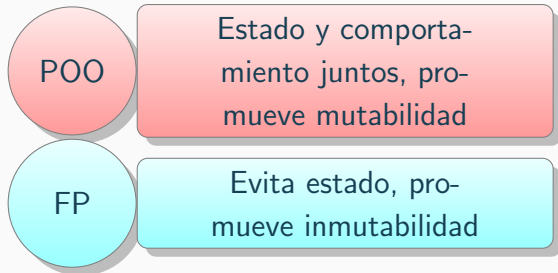 POO
Estado y comporta-
miento juntos, pro-
mueve mutabilidad
FP
Evita estado, pro-
mueve inmutabilidad